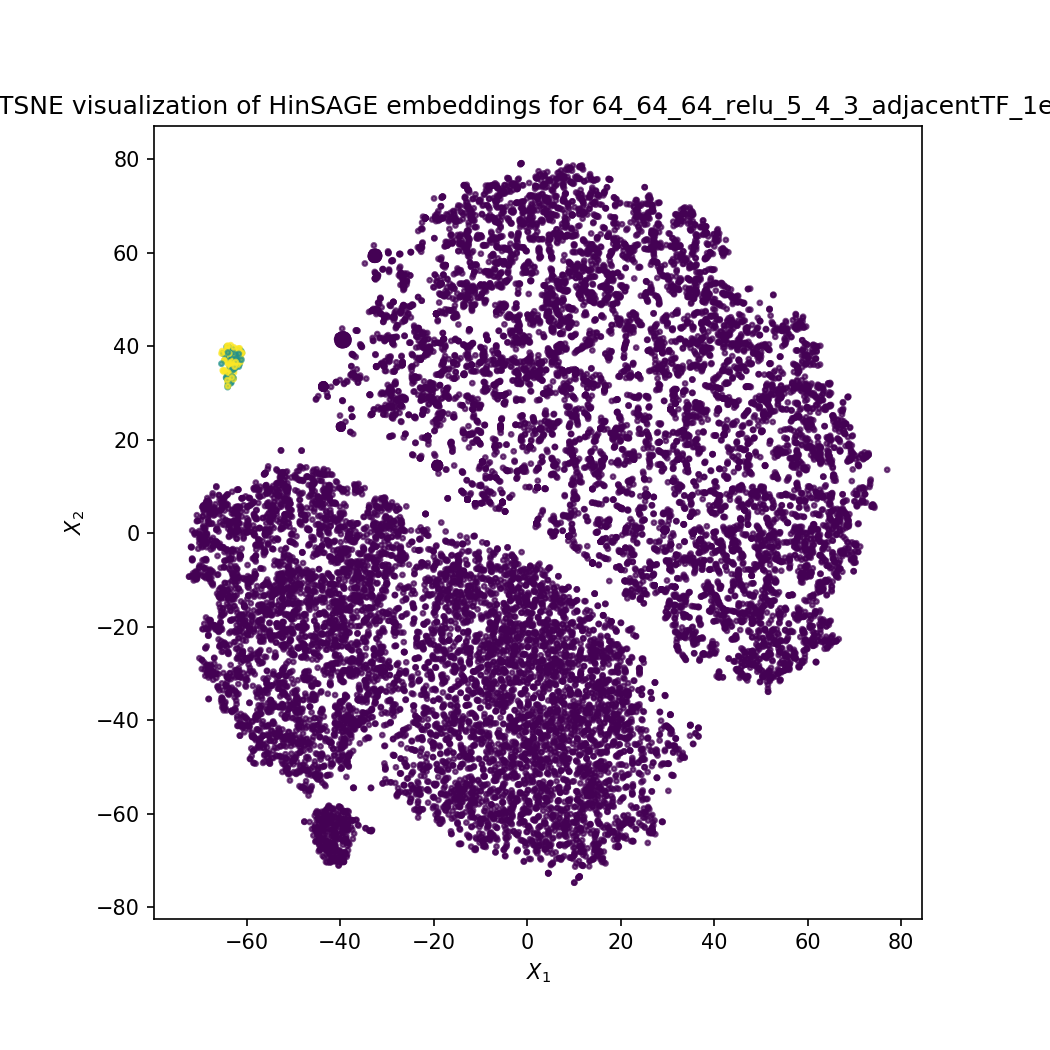 TSNE visualization of HinSAGE embeddings for 64_64_64_relu_5_4_3_adjacentTF_1e
80
60
40
20
0
−20
−40
−60
−80
X2
−60 −40 −20 0 20 40 60 80
X1